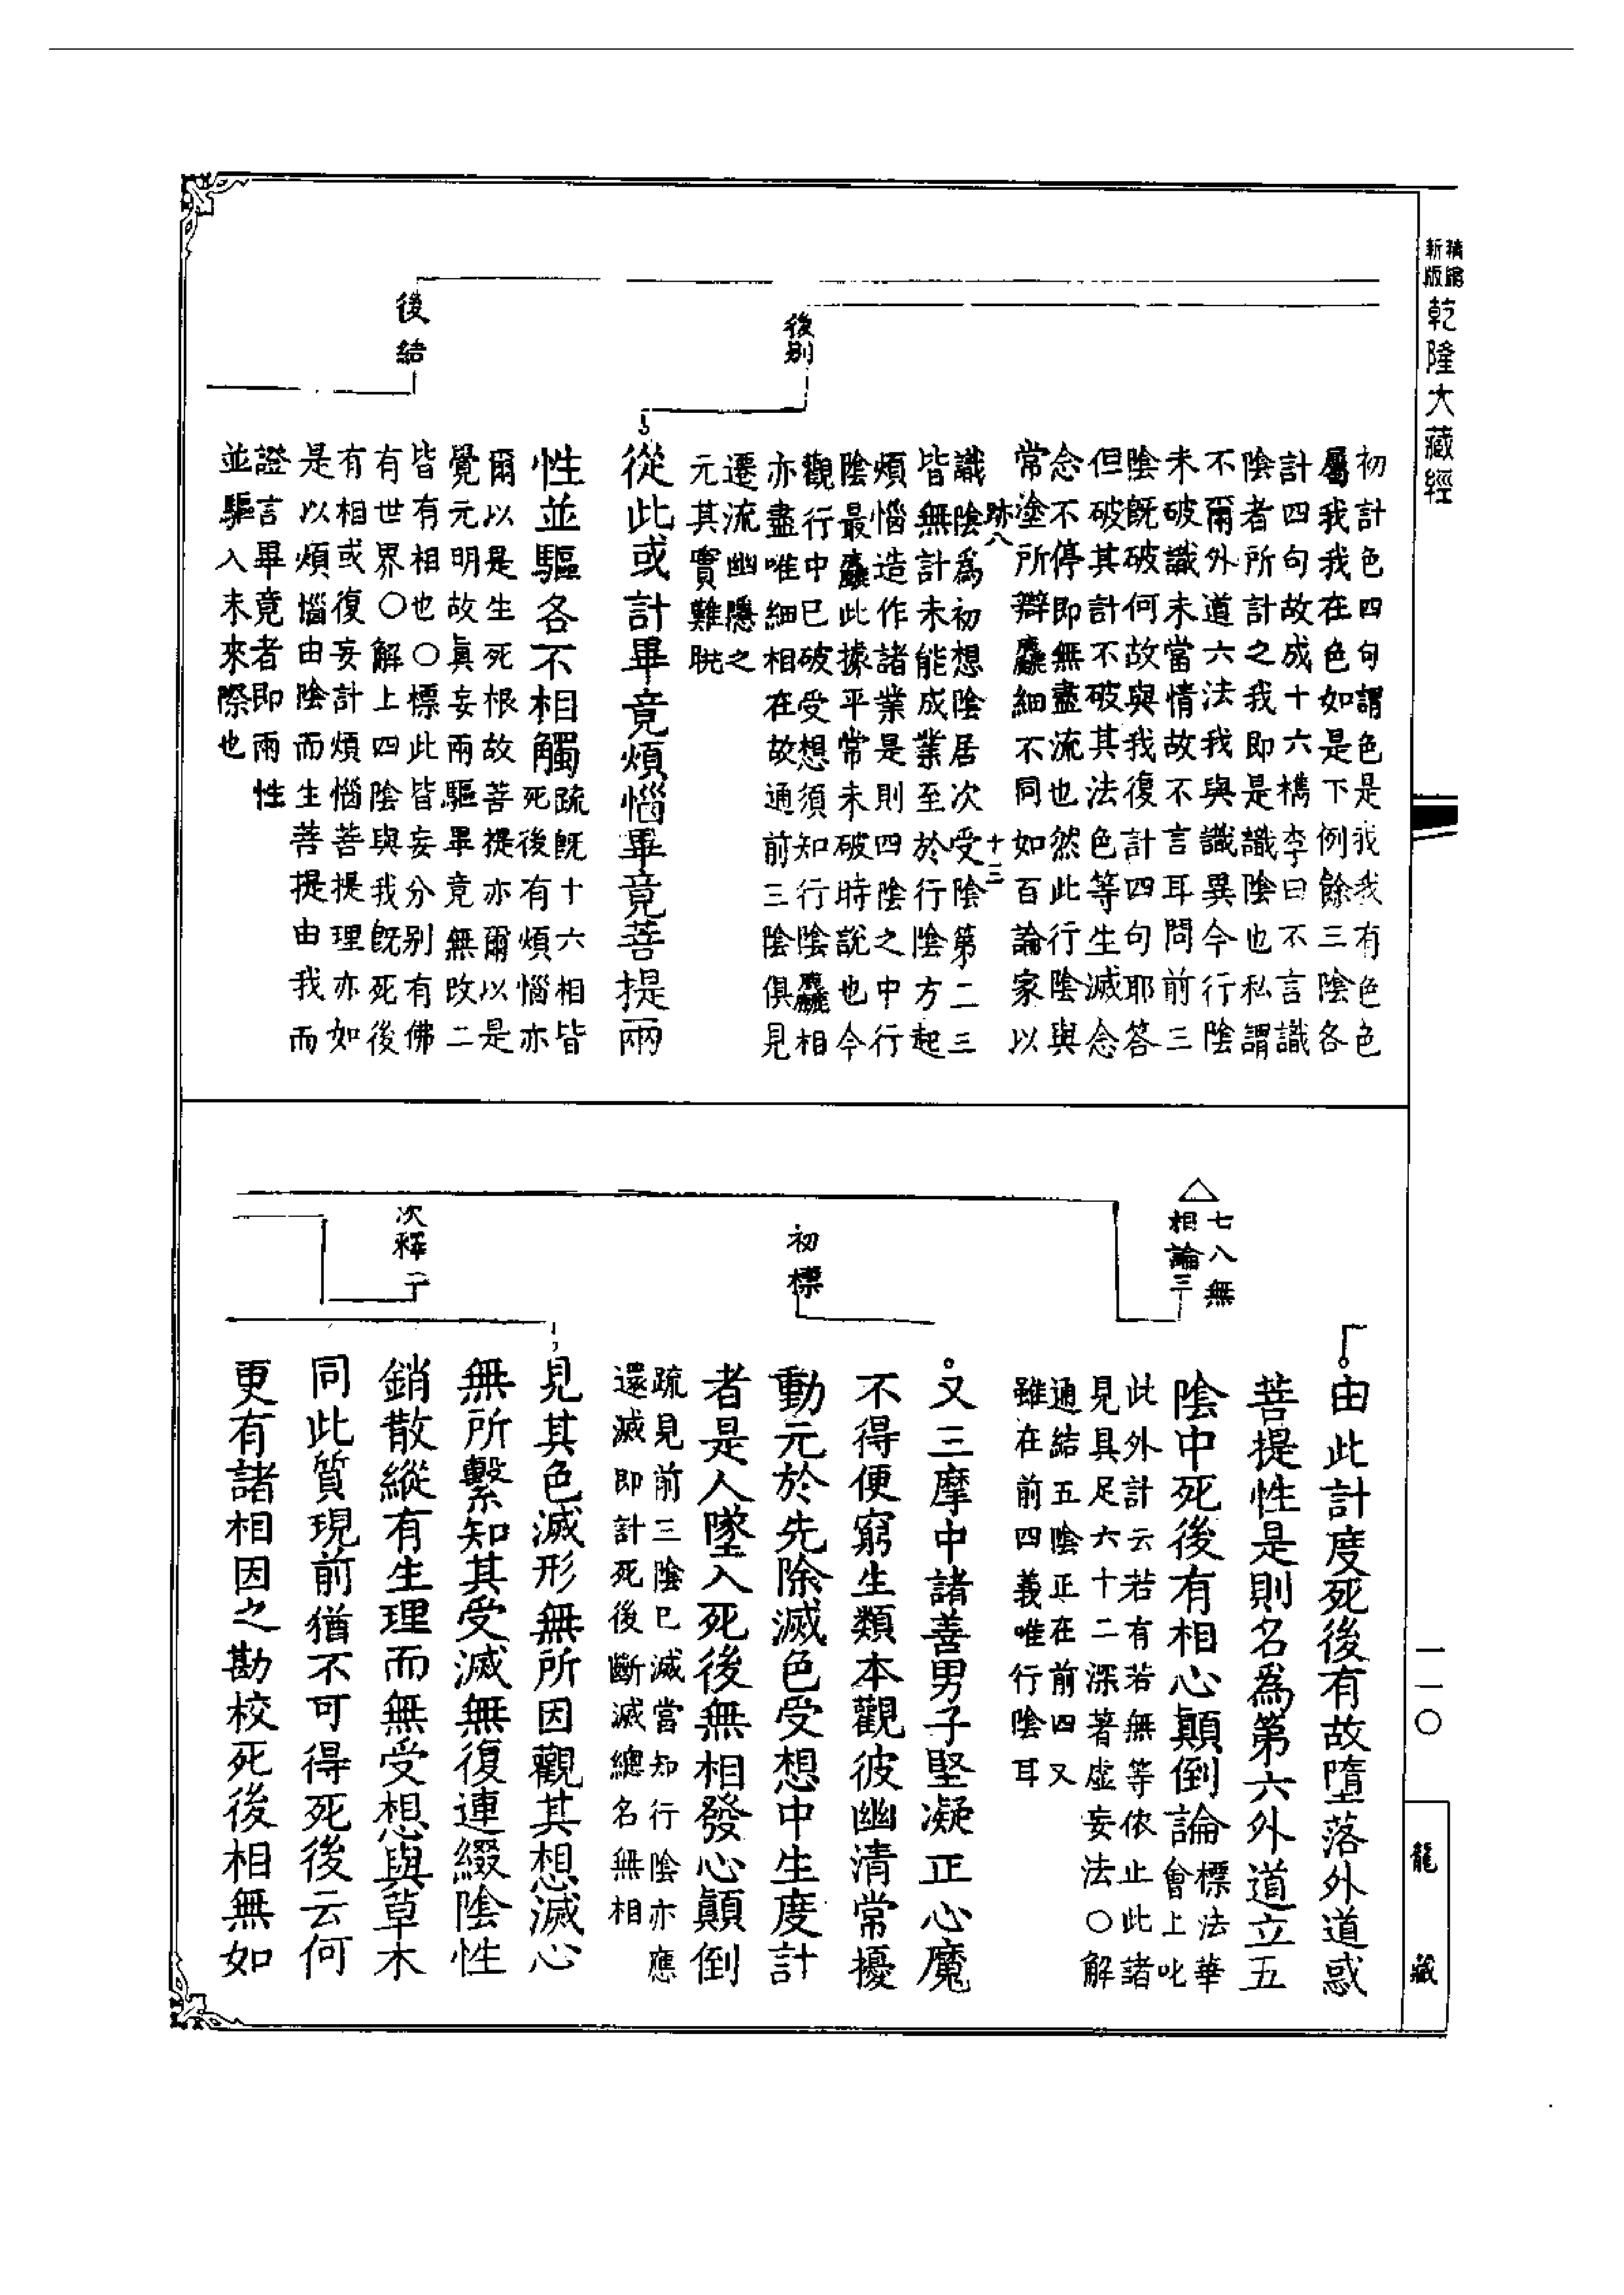 精縮
新版
乾隆大藏經
初計色四句謂色是我我有色色
屬我我在色如是下例餘三陰各
計四句故成十六檇李曰不言識
陰者所計之我即是識陰也私謂
不爾外道六法我與識異今行陰
未破識未當情故不言耳問前三
陰既破何故與我復計四句耶答
但破其計不破其法色等生滅念
念不停即無盡流也然此行陰與
常塗所辯麤細不同如百論家以
跡八
十三
識陰為初想陰居次受陰第二三
皆無計未能成業至於行陰方起
煩惱造作諸業是則四陰之中行
陰最麤此據平常未破時說也今
觀行中已破受想須知行陰麤相
亦盡唯細相在故通前三陰俱見
遷流幽隱之
元其實難晄
後別
從此或計畢竟煩惱畢竟菩提兩
性並驅各不相觸
疏既十六相皆
死後有煩惱亦
爾以是生死根故菩提亦爾以是
覺元明故真妄兩驅畢竟無改二
皆有相也〇標此皆妄分别有佛
有世界〇解上四陰與我既死後
有相或復妄計煩惱菩提理亦如
是以煩惱由陰而生菩提由我而
證言畢竟者即兩性
並驅入未來際也
後結
由此計度死後有故墮落外道惑
菩提性是則名為第六外道立五
陰中死後有相心顛倒論
標法華
會上叱
此外計云若有若無等依止此諸
見具足六十二深著虛妄法〇解
通結五陰正在前四又
雖在前四義唯行陰耳
七八無
相論三
又三摩中諸善男子堅凝正心魔
不得便窮生類本觀彼幽清常擾
動元於先除滅色受想中生度計
者是人墜入死後無相發心顛倒
初標
疏見前三陰已滅當知行陰亦應
還滅即計死後斷滅總名無相
見其色滅形無所因觀其想滅心
無所繫知其受滅無復連綴陰性
銷散縱有生理而無受想與草木
同此質現前猶不可得死後云何
更有諸相因之勘校死後相無如
次釋二
一一〇
龍藏